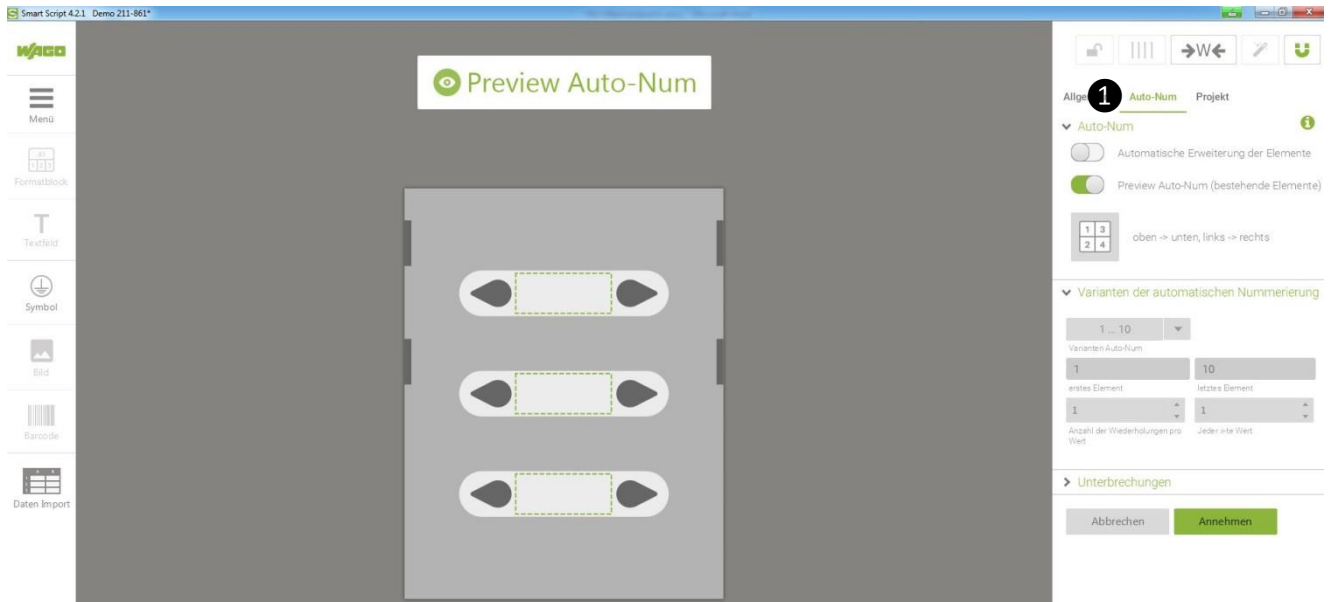 Smart Script 4.2.1 Demo 211-861*
WAGO
Menü
Formatblock
Textfeld
Symbol
Bild
Barcode
Daten Import
Preview Auto-Num
→W←
1
Auto-Num Projekt
Auto-Num
Automatische Erweiterung der Elemente
Preview Auto-Num (bestehende Elemente)
1 3
2 4
oben -> unten, links -> rechts
Varianten der automatischen Nummerierung
1 ... 10
Varianten Auto-Num
1 10
erstes Element letztes Element
1 1
Anzahl der Wiederholungen pro Wert Jeder x-te Wert
Unterbrechungen
Abbrechen Annehmen